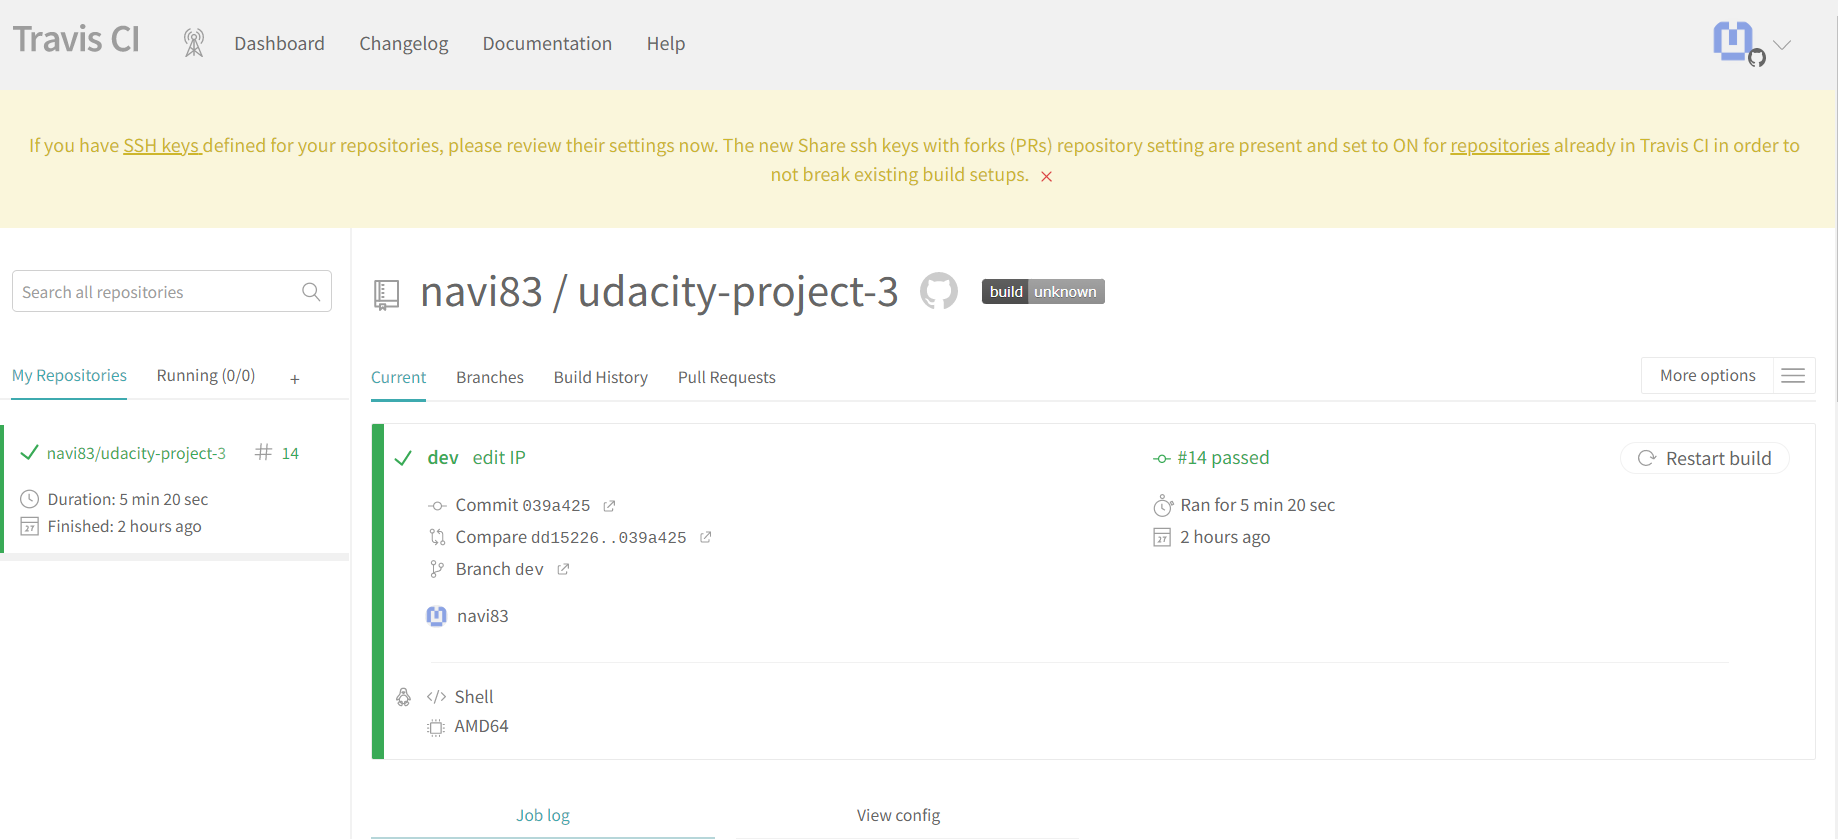 Travis CI
Dashboard
Changelog
Documentation
Help
If you have SSH keys defined for your repositories, please review their settings now. The new Share ssh keys with forks (PRs) repository setting are present and set to ON for repositories already in Travis CI in order to
not break existing build setups.
Search all repositories
navi83 / udacity-project-3
build unknown
My Repositories
Running (0/0)
+
Current
Branches
Build History
Pull Requests
More options
navi83/udacity-project-3
# 14
Duration: 5 min 20 sec
27 Finished: 2 hours ago
dev edit IP
Commit 039a425
Compare dd15226..039a425
Branch dev
navi83
#14 passed
Ran for 5 min 20 sec
27 2 hours ago
Restart build
</> Shell
AMD64
Job log
View config